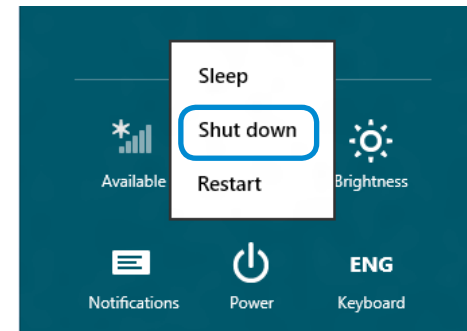 Sleep
Shut down
Restart
Available
Brightness
ENG
Notifications
Power
Keyboard